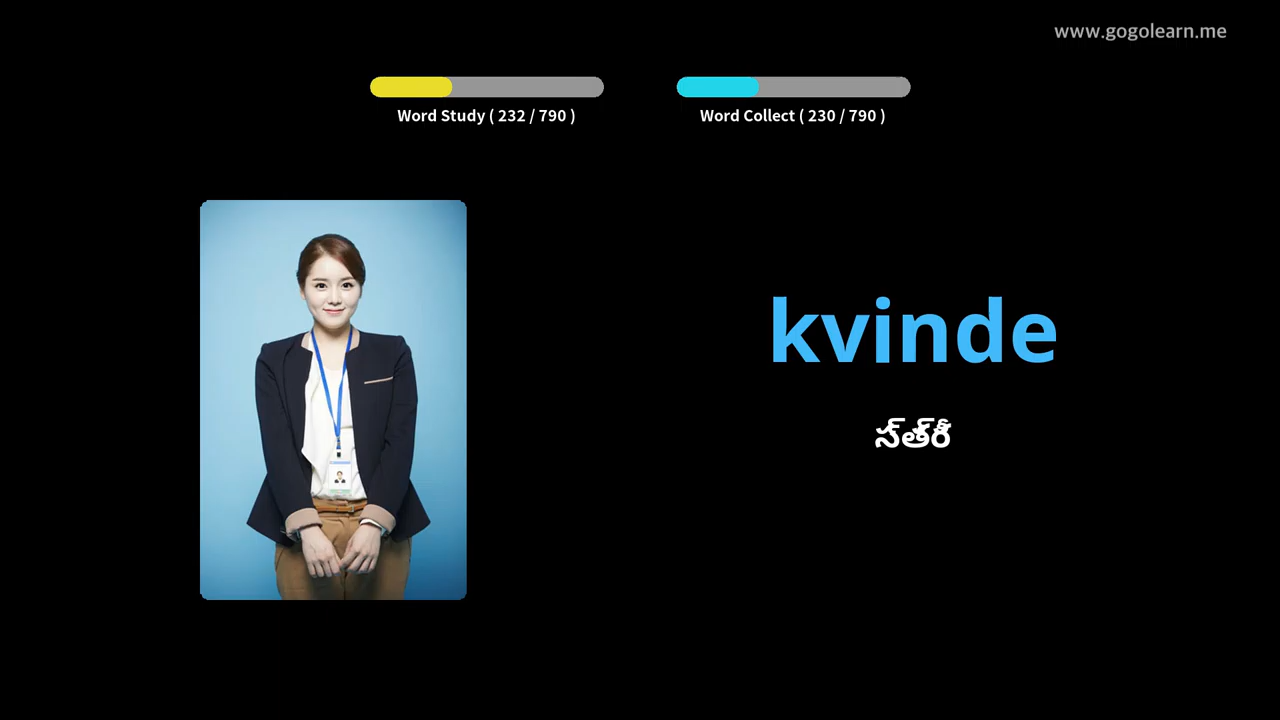 www.gogolearn.me
Word Study ( 232 / 790 )
Word Collect ( 230 / 790 )
kvinde
స్త్రీ